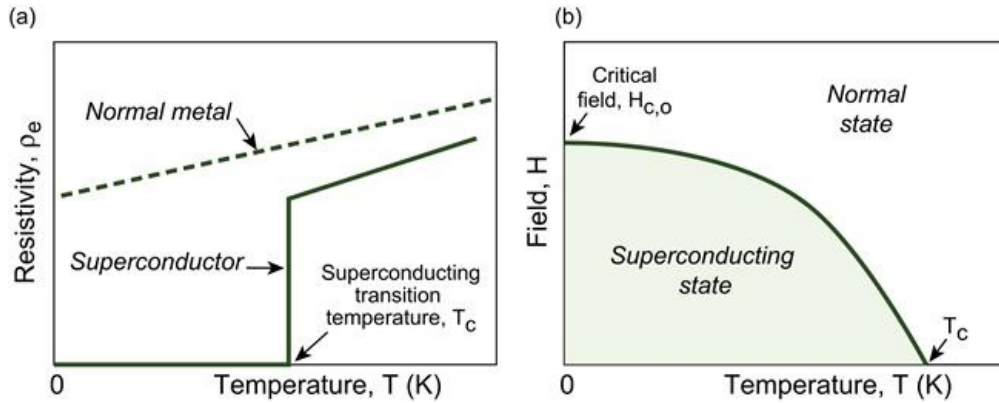 (a)
Resistivity, ρe
Normal metal
Superconductor
Superconducting
transition
temperature, Tc
0
Temperature, T (K)
(b)
Field, H
Critical
field, Hc,o
Normal
state
Superconducting
state
Tc
0
Temperature, T (K)